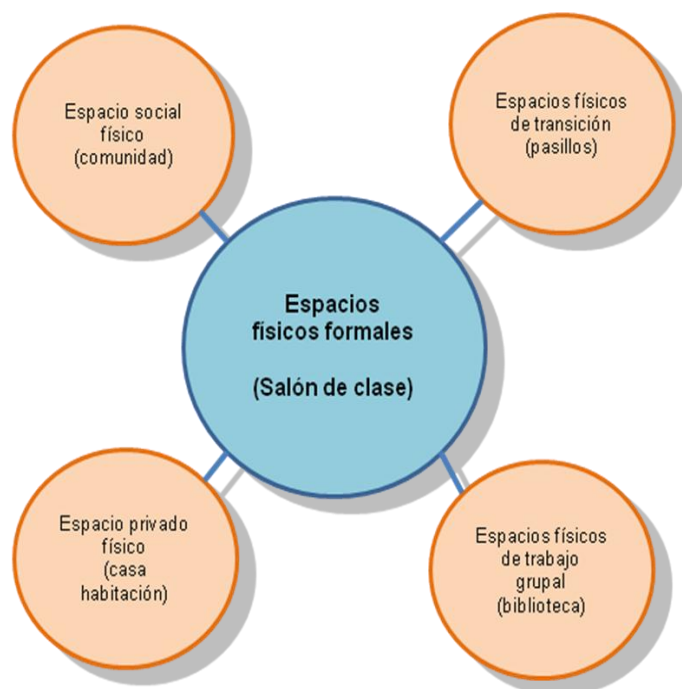 Espacio social
físico
(comunidad)
Espacios físicos
de transición
(pasillos)
Espacios
físicos formales
(Salón de clase)
Espacio privado
físico
(casa
habitación)
Espacios físicos
de trabajo
grupal
(biblioteca)